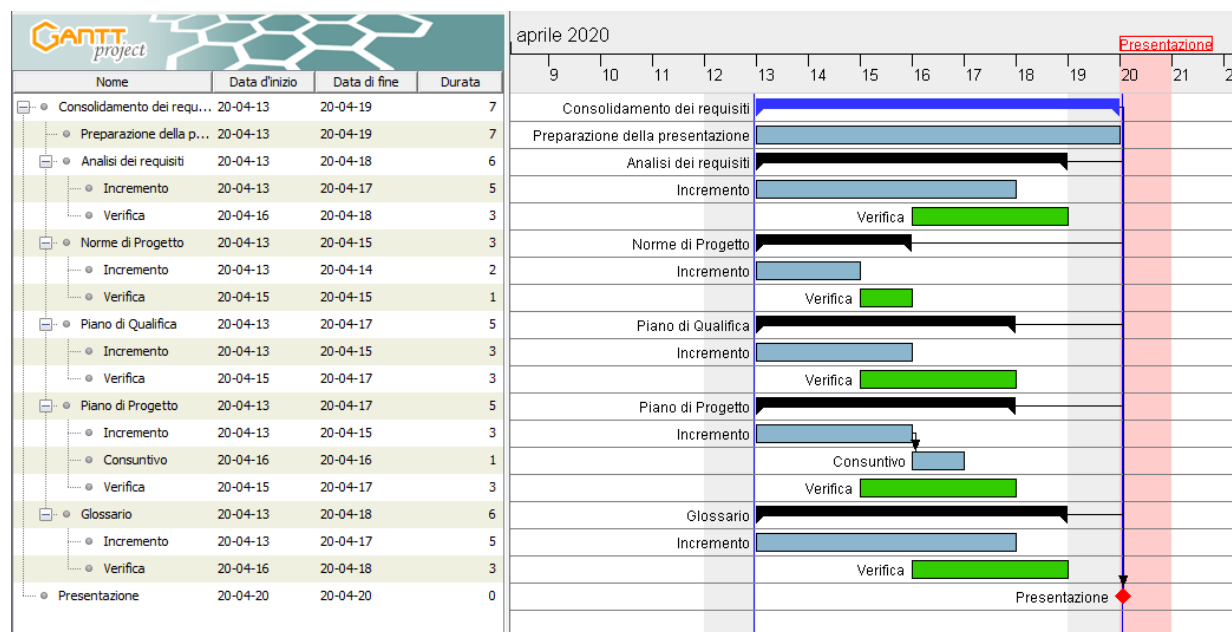 GANTT
project
aprile 2020
Presentazione
9 10 11 12 13 14 15 16 17 18 19 20 21 2
Nome Data d'inizio Data di fine Durata
Consolidamento dei requ... 20-04-13 20-04-19 7 Consolidamento dei requisiti
Preparazione della p... 20-04-13 20-04-19 7 Preparazione della presentazione
Analisi dei requisiti 20-04-13 20-04-18 6 Analisi dei requisiti
Incremento 20-04-13 20-04-17 5 Incremento
Verifica 20-04-16 20-04-18 3 Verifica
Norme di Progetto 20-04-13 20-04-15 3 Norme di Progetto
Incremento 20-04-13 20-04-14 2 Incremento
Verifica 20-04-15 20-04-15 1 Verifica
Piano di Qualifica 20-04-13 20-04-17 5 Piano di Qualifica
Incremento 20-04-13 20-04-15 3 Incremento
Verifica 20-04-15 20-04-17 3 Verifica
Piano di Progetto 20-04-13 20-04-17 5 Piano di Progetto
Incremento 20-04-13 20-04-15 3 Incremento
Consuntivo 20-04-16 20-04-16 1 Consuntivo
Verifica 20-04-15 20-04-17 3 Verifica
Glossario 20-04-13 20-04-18 6 Glossario
Incremento 20-04-13 20-04-17 5 Incremento
Verifica 20-04-16 20-04-18 3 Verifica
Presentazione 20-04-20 20-04-20 0 Presentazione